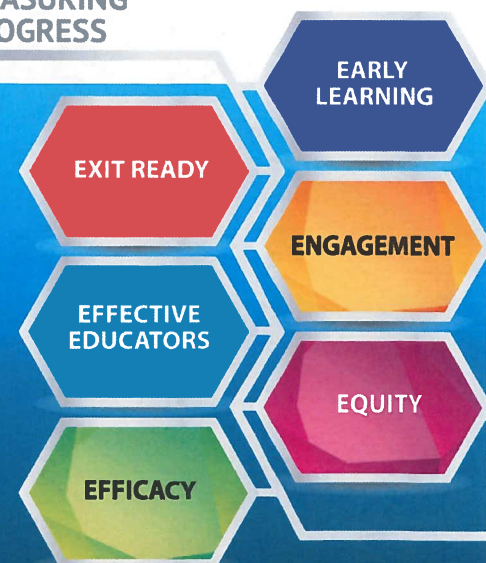 OGRESS
EARLY
LEARNING
EXIT READY
ENGAGEMENT
EFFECTIVE
EDUCATORS
EQUITY
EFFICACY